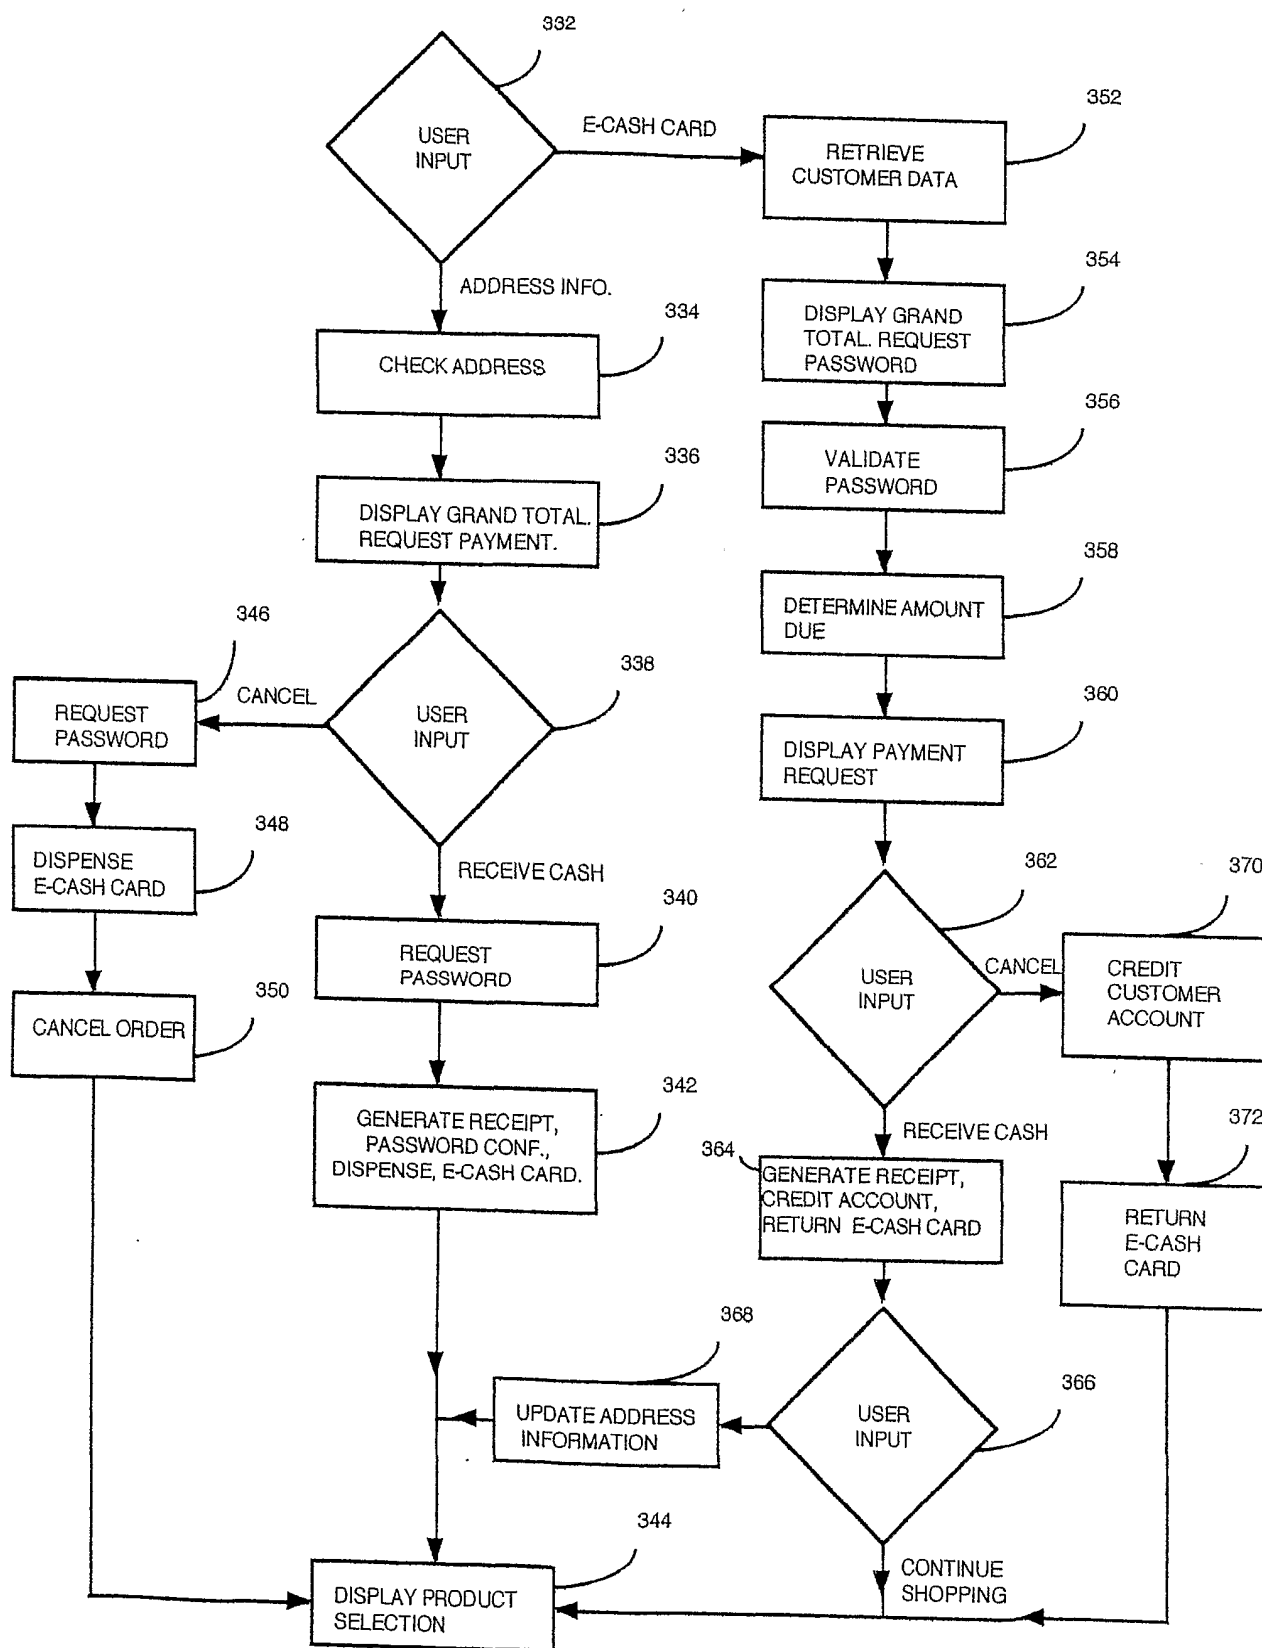 332
USER
INPUT
E-CASH CARD
352
RETRIEVE
CUSTOMER DATA
ADDRESS INFO.
334
CHECK ADDRESS
354
DISPLAY GRAND
TOTAL. REQUEST
PASSWORD
336
DISPLAY GRAND TOTAL.
REQUEST PAYMENT.
356
VALIDATE
PASSWORD
358
DETERMINE AMOUNT
DUE
346
REQUEST
PASSWORD
CANCEL
338
USER
INPUT
360
DISPLAY PAYMENT
REQUEST
348
DISPENSE
E-CASH CARD
RECEIVE CASH
340
REQUEST
PASSWORD
362
USER
INPUT
CANCEL
370
CREDIT
CUSTOMER
ACCOUNT
350
CANCEL ORDER
342
GENERATE RECEIPT,
PASSWORD CONF.,
DISPENSE, E-CASH CARD.
RECEIVE CASH
364
GENERATE RECEIPT,
CREDIT ACCOUNT,
RETURN E-CASH CARD
372
RETURN
E-CASH
CARD
368
UPDATE ADDRESS
INFORMATION
366
USER
INPUT
344
DISPLAY PRODUCT
SELECTION
CONTINUE
SHOPPING